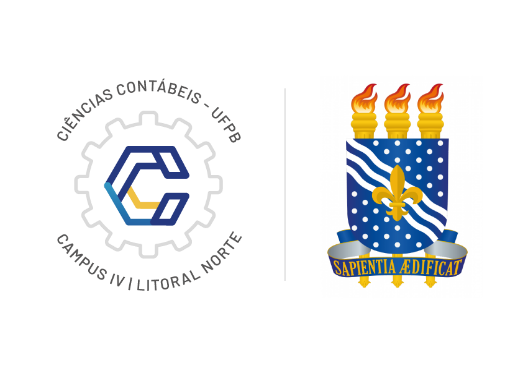 CIÊNCIAS CONTÁBEIS - UFPB
CAMPUS IV | LITORAL NORTE
SAPIENTIA ÆDIFICAT